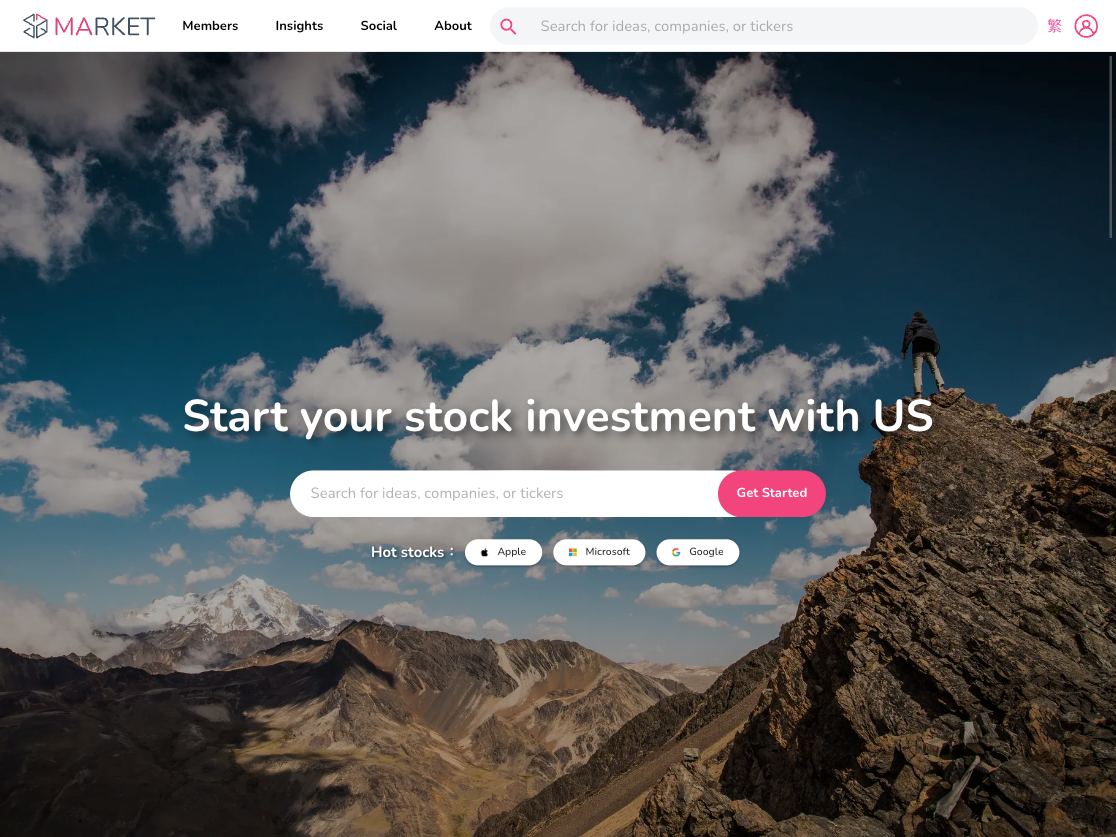 MARKET
Members
Insights
Social
About
Search for ideas, companies, or tickers
繁
Start your stock investment with US
Search for ideas, companies, or tickers
Get Started
Hot stocks：
Apple
Microsoft
Google